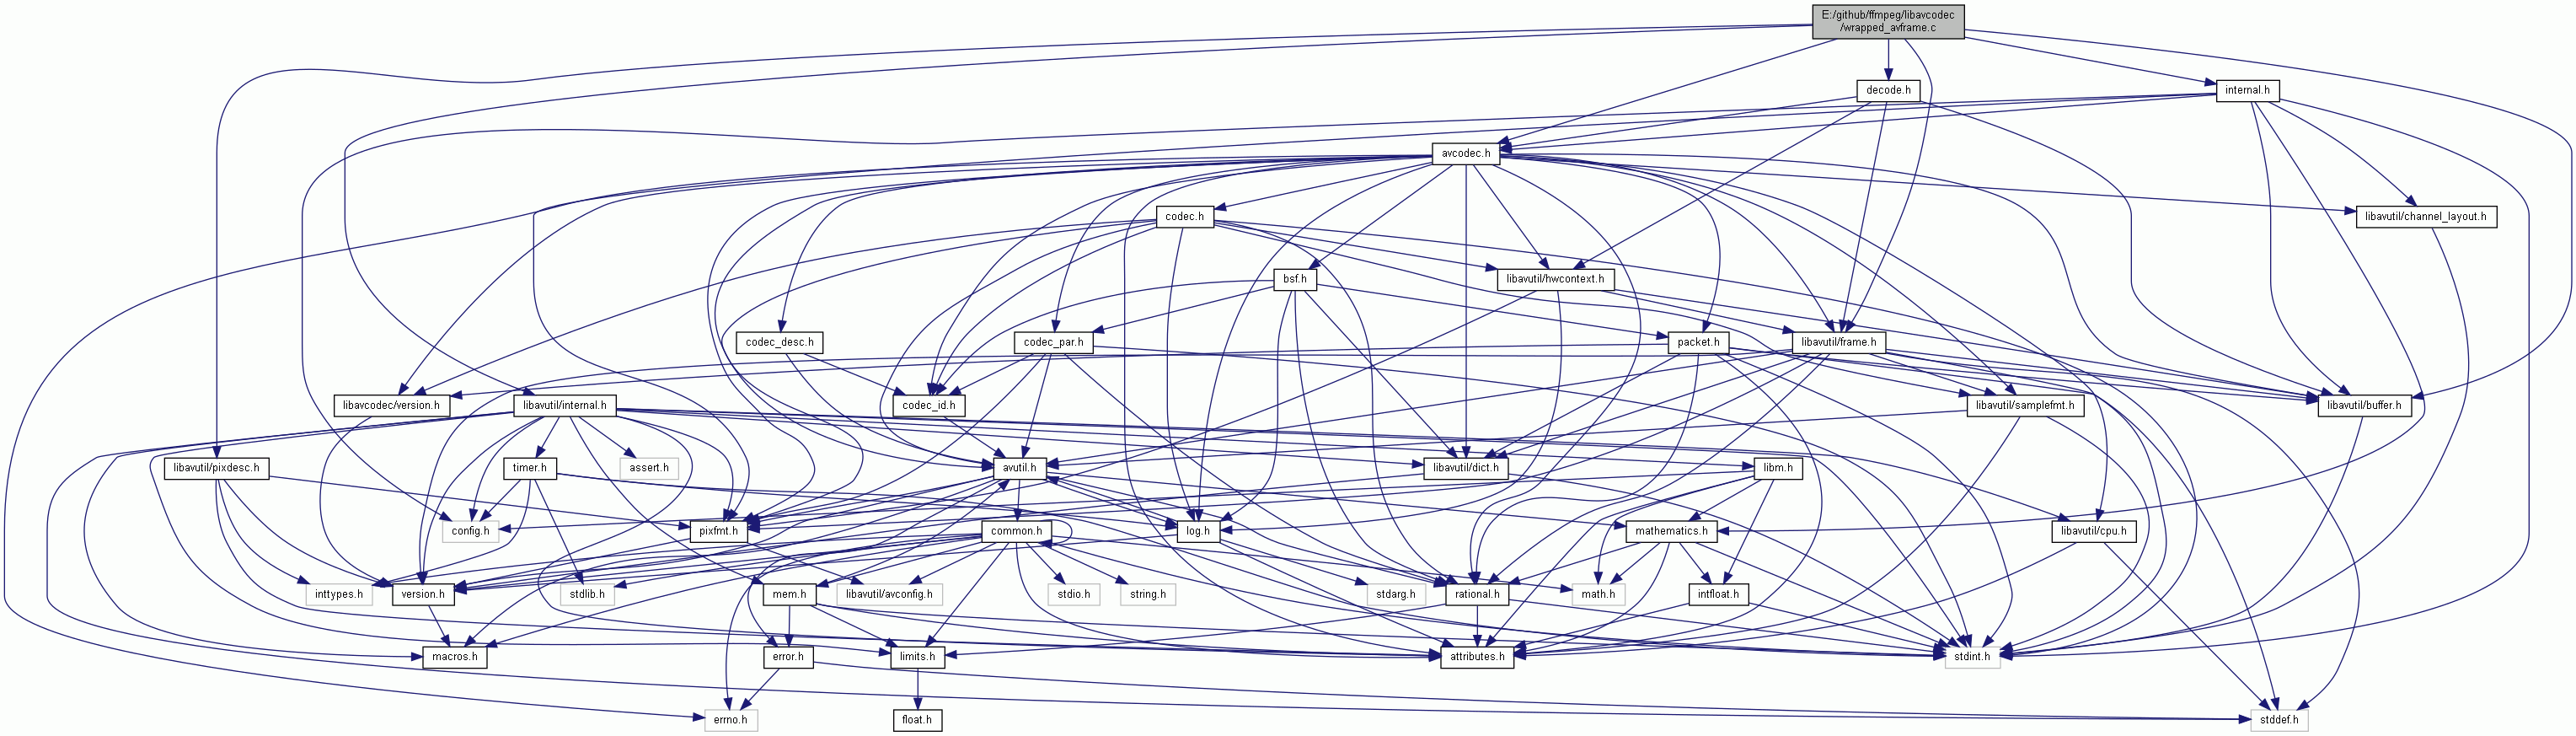 E:/github/ffmpeg/libavcodec
/wrapped_avframe.c
decode.h
internal.h
avcodec.h
codec.h
libavutil/channel_layout.h
bsf.h
libavutil/hwcontext.h
codec_desc.h
codec_par.h
packet.h
libavutil/frame.h
libavcodec/version.h
libavutil/internal.h
codec_id.h
libavutil/samplefmt.h
libavutil/buffer.h
libavutil/pixdesc.h
timer.h
assert.h
avutil.h
libavutil/dict.h
libm.h
config.h
pixfmt.h
common.h
log.h
mathematics.h
libavutil/cpu.h
inttypes.h
version.h
stdlib.h
mem.h
libavutil/avconfig.h
stdio.h
string.h
stdarg.h
rational.h
math.h
intfloat.h
macros.h
error.h
limits.h
attributes.h
stdint.h
errno.h
float.h
stddef.h